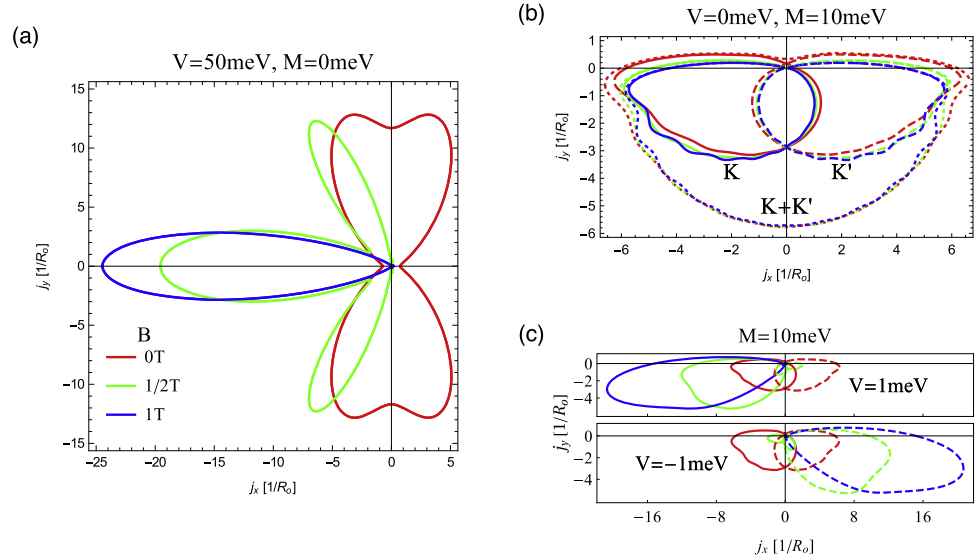 (a)
V=50meV, M=0meV
15
10
5
0
−5
−10
−15
j_y [1/R_o]
B
0T
1/2T
1T
−25 −20 −15 −10 −5 0 5
j_x [1/R_o]
(b)
V=0meV, M=10meV
1
0
−1
−2
−3
−4
−5
−6
j_y [1/R_o]
K K'
K+K'
−6 −4 −2 0 2 4 6
j_x [1/R_o]
(c)
M=10meV
0
−2
−4
V=1meV
j_y [1/R_o]
0
−2
−4
V=−1meV
−16 −8 0 8 16
j_x [1/R_o]